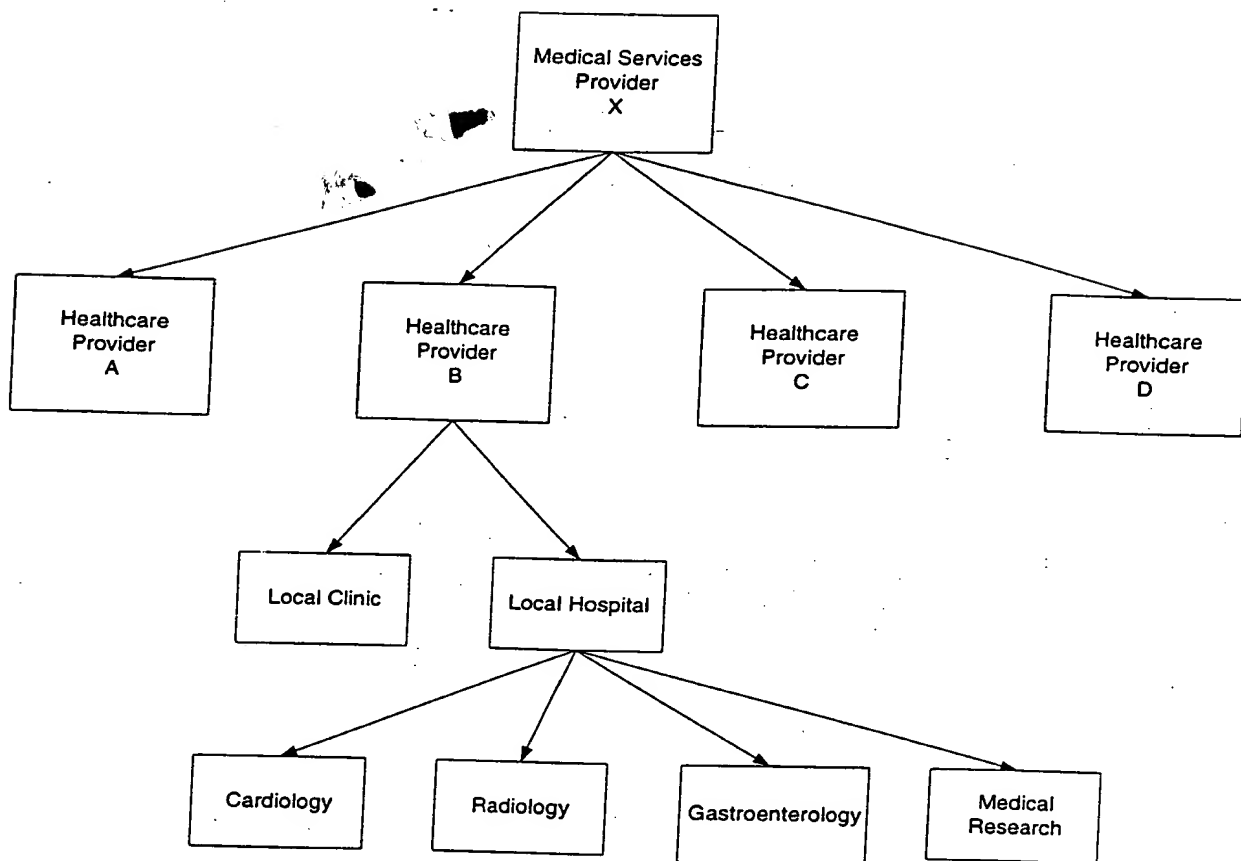 Medical Services
Provider
X
Healthcare
Provider
A
Healthcare
Provider
B
Healthcare
Provider
C
Healthcare
Provider
D
Local Clinic
Local Hospital
Cardiology
Radiology
Gastroenterology
Medical
Research